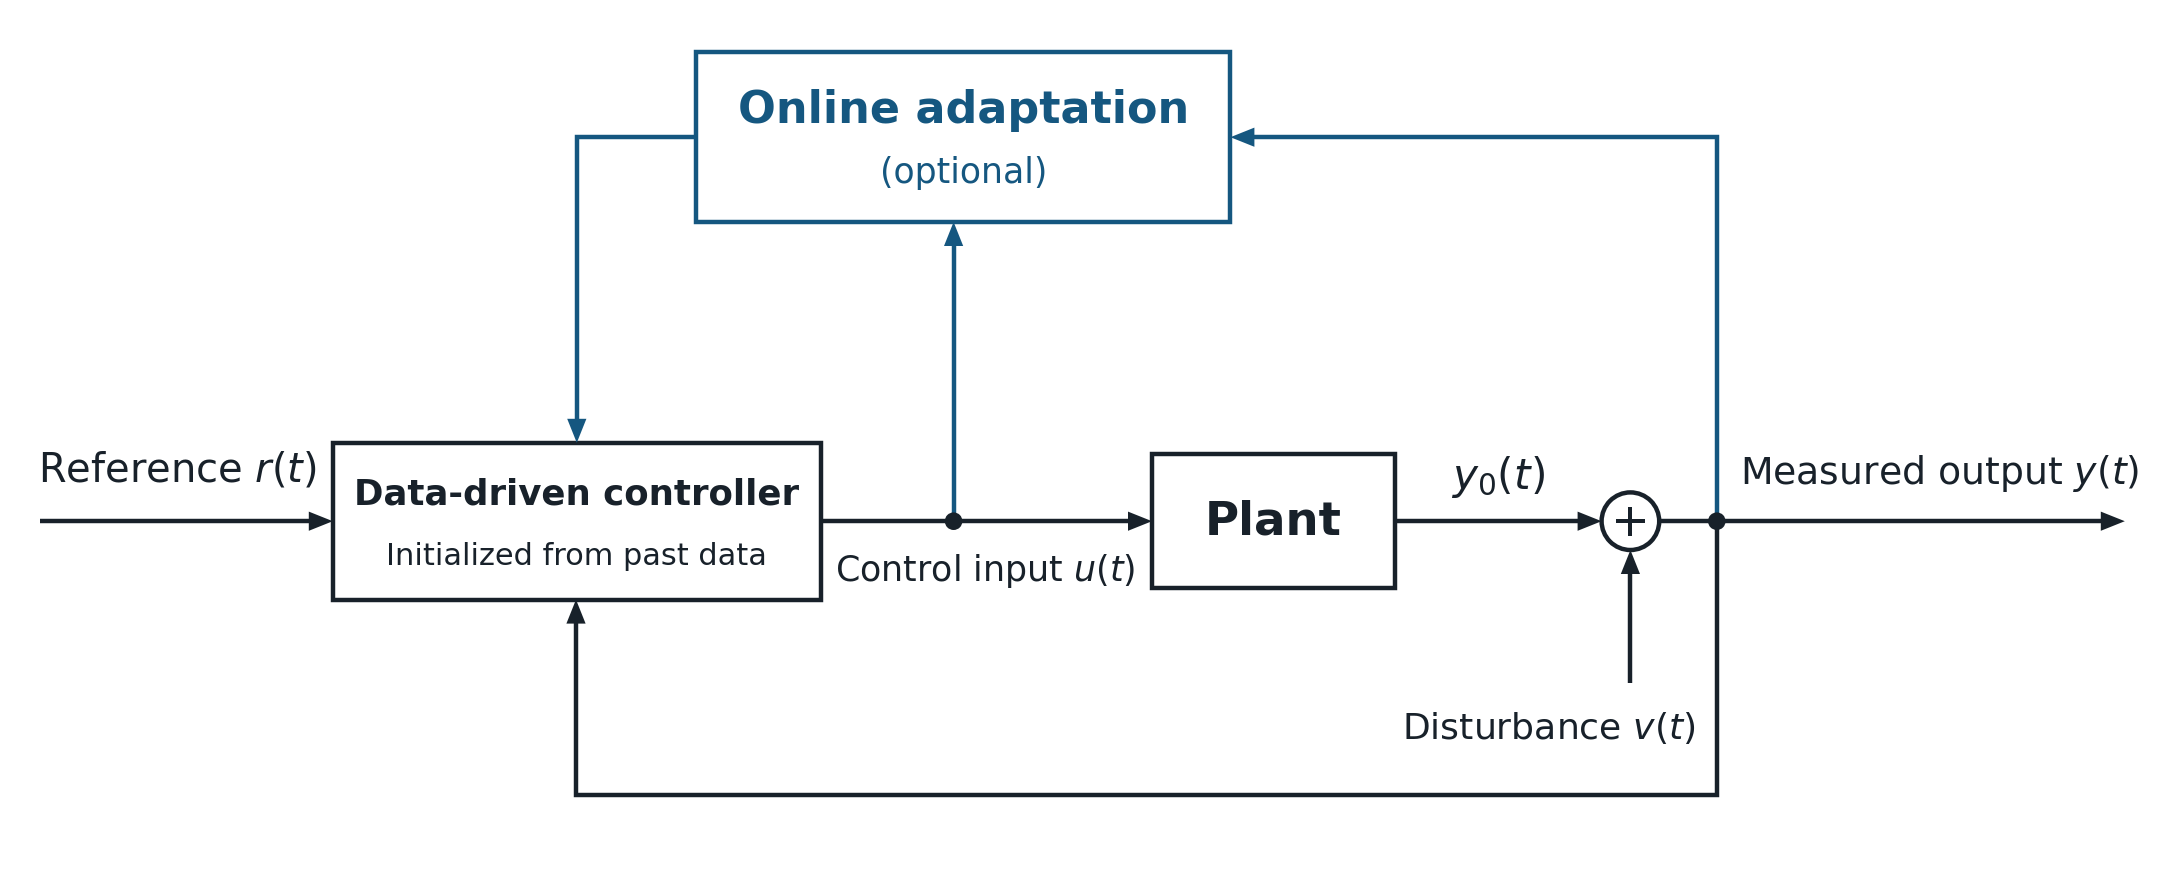 Online adaptation
(optional)
Reference r(t)
Data-driven controller
Initialized from past data
Control input u(t)
Plant
y₀(t)
+
Measured output y(t)
Disturbance v(t)